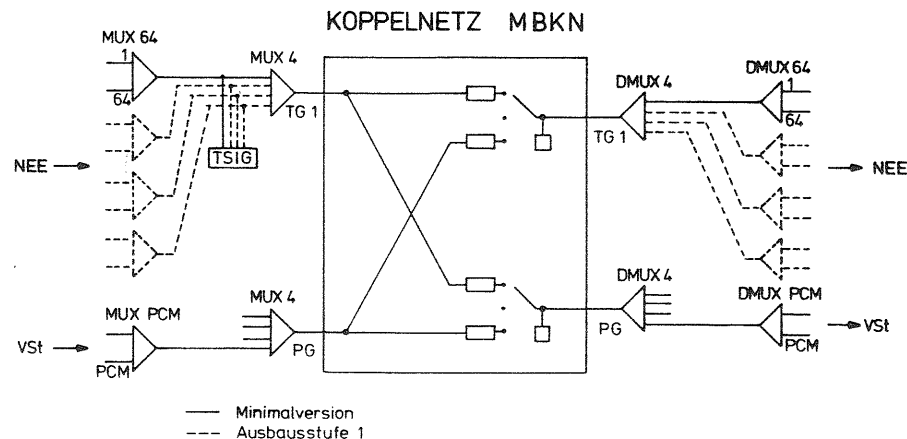 KOPPELNETZ MBKN
MUX 64
1
64
MUX 4
TG 1
TSIG
NEE
DMUX 4
TG 1
DMUX 64
1
64
NEE
MUX PCM
VSt
PCM
MUX 4
PG
DMUX 4
PG
DMUX PCM
PCM
VSt
Minimalversion
Ausbausstufe 1